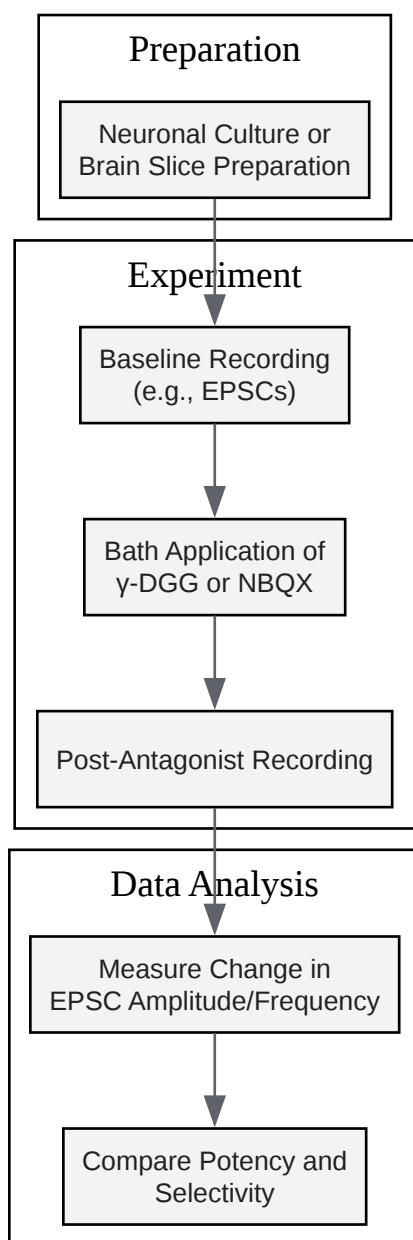 Preparation
Neuronal Culture or
Brain Slice Preparation
Experiment
Baseline Recording
(e.g., EPSCs)
Bath Application of
γ-DGG or NBQX
Post-Antagonist Recording
Data Analysis
Measure Change in
EPSC Amplitude/Frequency
Compare Potency and
Selectivity